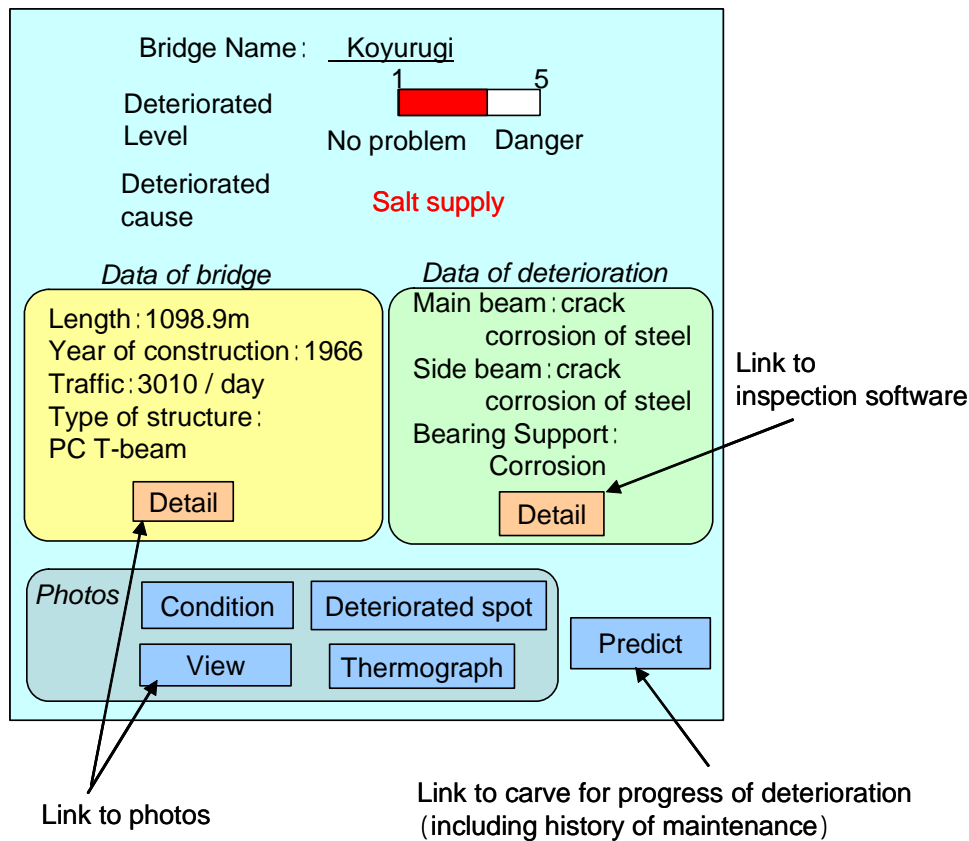 Bridge Name: Koyurugi
1 5
Deteriorated
Level
No problem Danger
Deteriorated
cause
Salt supply
Data of bridge
Length:1098.9m
Year of construction:1966
Traffic:3010 / day
Type of structure:
PC T-beam
Detail
Data of deterioration
Main beam:crack
corrosion of steel
Side beam:crack
corrosion of steel
Bearing Support:
Corrosion
Detail
Link to
inspection software
Photos
Condition
Deteriorated spot
View
Thermograph
Predict
Link to photos
Link to carve for progress of deterioration
(including history of maintenance)